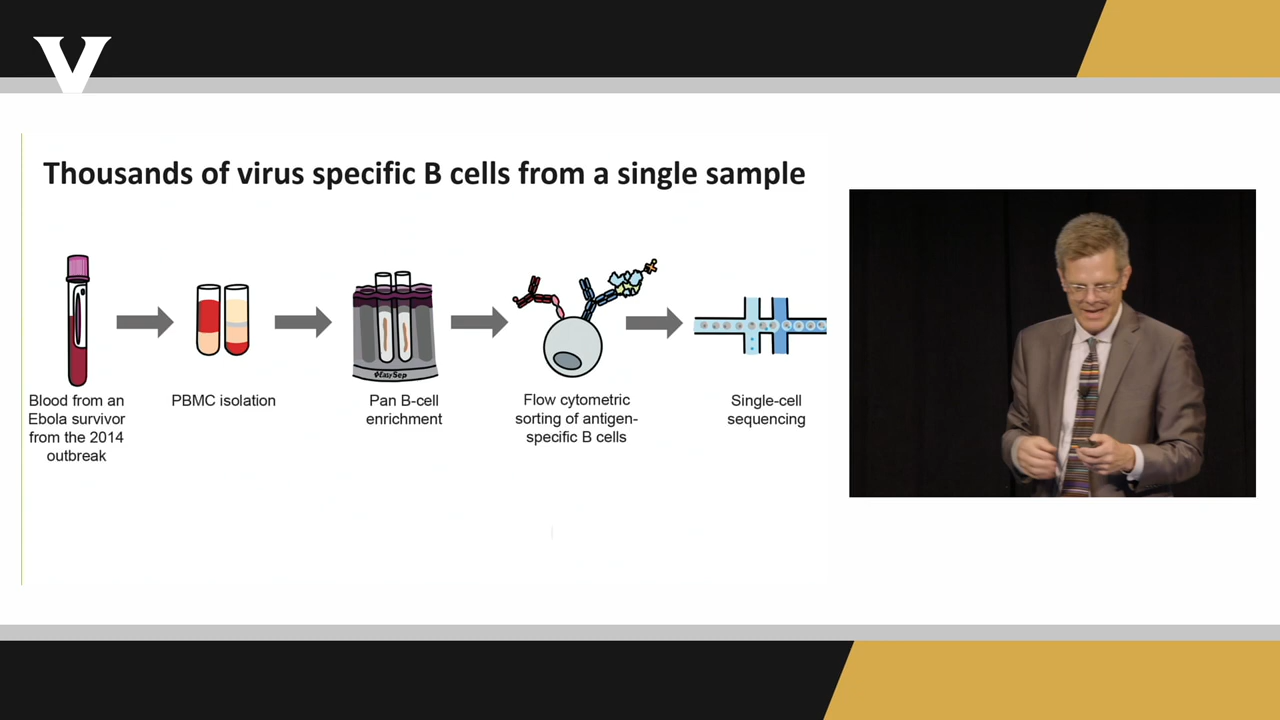 V
Thousands of virus specific B cells from a single sample
EasySep
Blood from an
Ebola survivor
from the 2014
outbreak
PBMC isolation
Pan B-cell
enrichment
Flow cytometric
sorting of antigen-
specific B cells
Single-cell
sequencing